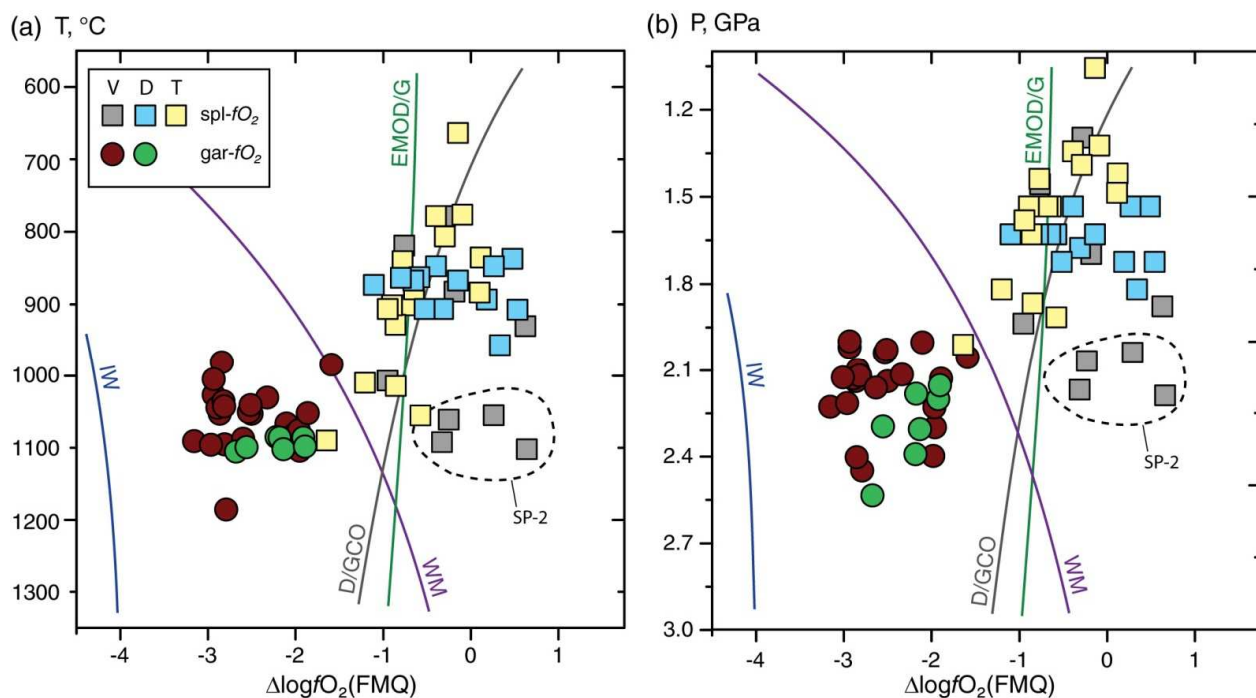 (a) T, °C
600
700
800
900
1000
1100
1200
1300
-4 -3 -2 -1 0 1
ΔlogfO₂(FMQ)
V D T
spl-fO₂
gar-fO₂
EMOD/G
IW
D/GCO
WM
SP-2
(b) P, GPa
1.2
1.5
1.8
2.1
2.4
2.7
3.0
-4 -3 -2 -1 0 1
ΔlogfO₂(FMQ)
EMOD/G
IW
D/GCO
WM
SP-2